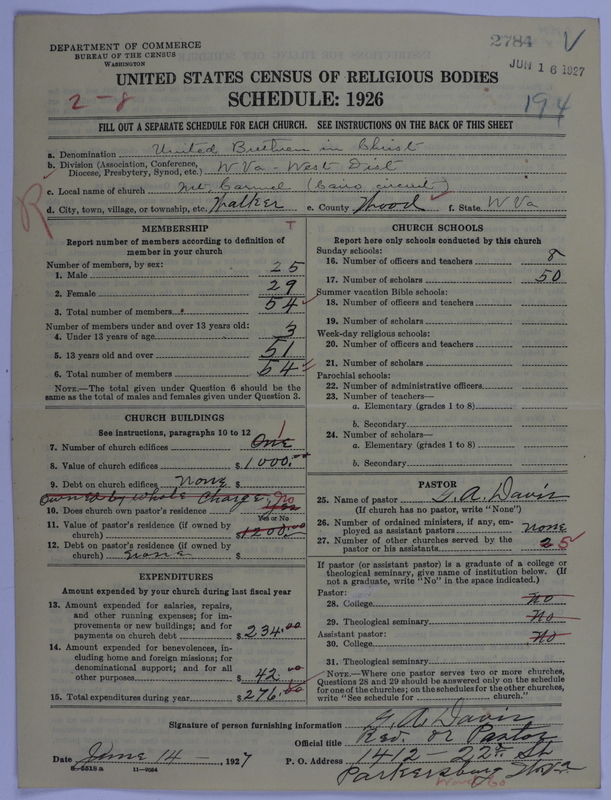 DEPARTMENT OF COMMERCE
BUREAU OF THE CENSUS
WASHINGTON
2784 V
JUN 16 1927
UNITED STATES CENSUS OF RELIGIOUS BODIES
2-8
SCHEDULE: 1926
194
FILL OUT A SEPARATE SCHEDULE FOR EACH CHURCH. SEE INSTRUCTIONS ON THE BACK OF THIS SHEET
a. Denomination United Brethren in Christ
b. Division (Association, Conference, Diocese, Presbytery, Synod, etc.) W Va - West Dist
c. Local name of church Mt. Carmel (Cairo circuit)
R
d. City, town, village, or township, etc. Walker e. County Wood f. State W Va
MEMBERSHIP
Report number of members according to definition of
member in your church
Number of members, by sex:
1. Male 25
2. Female 29
3. Total number of members 54
Number of members under and over 13 years old:
4. Under 13 years of age 3
5. 13 years old and over 51
6. Total number of members 54
NOTE.—The total given under Question 6 should be
the same as total of males and females given under Question 3.
CHURCH BUILDINGS
See instructions, paragraphs 10 to 12
7. Number of church edifices One 1
8. Value of church edifices $1000.00
9. Debt on church edifices none $
Owned by whole Charge.
10. Does church own pastor's residence Yes No
Yes or No
11. Value of pastor's residence (if owned by
church) $1200.00
12. Debt on pastor's residence (if owned by
church) none $
EXPENDITURES
Amount expended by church during last fiscal year
13. Amount expended for salaries, repairs,
and other running expenses; for im-
provements or new buildings; and for
payments on church debt $234.00
14. Amount expended for benevolences, in-
cluding home and foreign missions; for
denominational support; and for all
other purposes 42.00
15. Total expenditures during year $276.00
CHURCH SCHOOLS
Report here only schools conducted by this church
Sunday schools:
16. Number of officers and teachers 8
17. Number of scholars 50
Summer vacation Bible schools:
18. Number of officers and teachers
19. Number of scholars
Week-day religious schools:
20. Number of officers and teachers
21. Number of scholars
Parochial schools:
22. Number of administrative officers
23. Number of teachers—
a. Elementary (grades 1 to 8)
b. Secondary
24. Number of scholars—
a. Elementary (grades 1 to 8)
b. Secondary
PASTOR
25. Name of pastor G. A. Davis
(If church has no pastor, write "None")
26. Number of ordained ministers, if any, em-
ployed as assistant pastors none
27. Number of other churches served by the
pastor or his assistants 2 5
If pastor (or assistant pastor) is a graduate of a college or
theological seminary, give name of institution below. (If
not a graduate, write "No" in the space indicated.)
Pastor:
28. College No
29. Theological seminary No
Assistant pastor:
30. College No
31. Theological seminary
NOTE.—Where one pastor serves two or more churches,
Questions 28 and 29 should be answered only on the schedule
for one of the churches; on the schedules for the other churches,
write "See schedule for church."
Signature of person furnishing information G. A. Davis
Official title Rev. or Pastor
Date June 14 — , 1927 P. O. Address 1412 - 22nd St
8-5518a 11-9054
Parkersburg W. Va